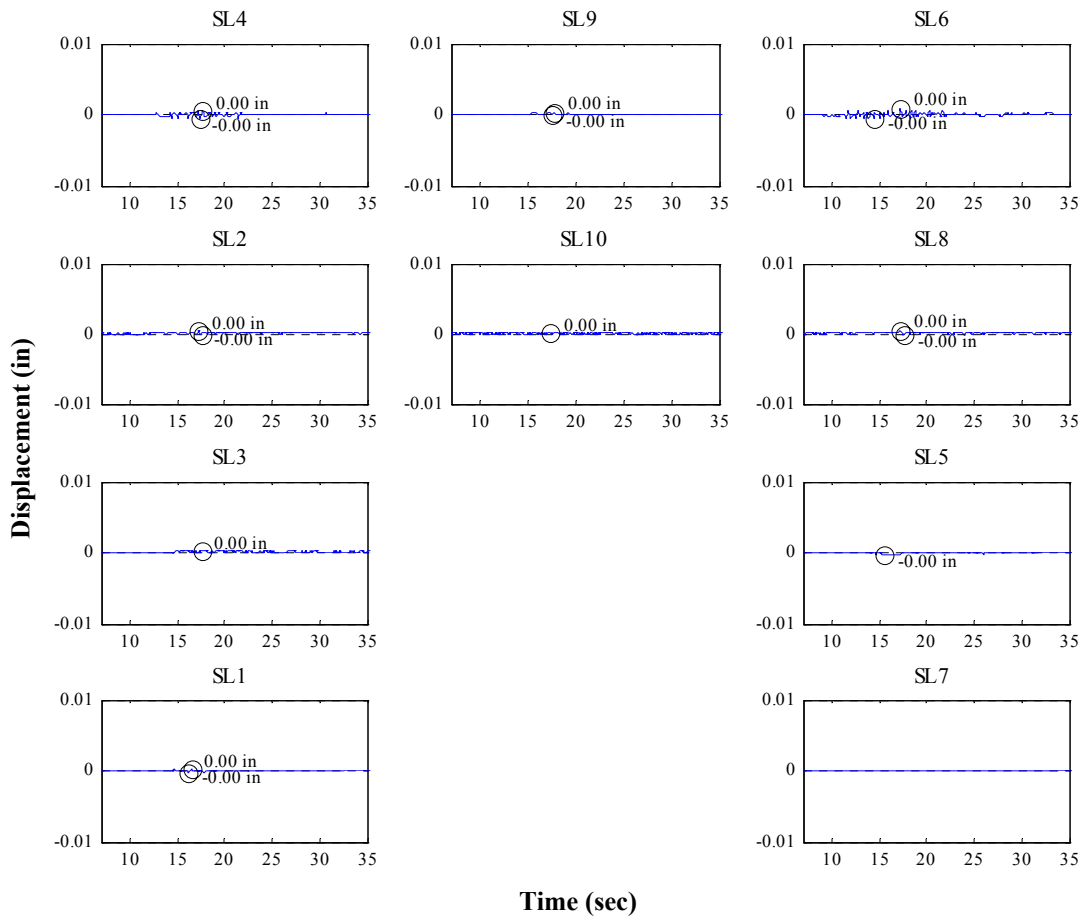 SL4 SL9 SL6
0.01 0.01 0.01
0.00 in 0.00 in 0.00 in
0 0 0
-0.00 in -0.00 in -0.00 in
-0.01 -0.01 -0.01
10 15 20 25 30 35 10 15 20 25 30 35 10 15 20 25 30 35
SL2 SL10 SL8
0.01 0.01 0.01
0.00 in 0.00 in 0.00 in
0 0 0
-0.00 in -0.00 in
-0.01 -0.01 -0.01
10 15 20 25 30 35 10 15 20 25 30 35 10 15 20 25 30 35
SL3 SL5
0.01 0.01
0.00 in
0 0
-0.00 in
-0.01 -0.01
10 15 20 25 30 35 10 15 20 25 30 35
SL1 SL7
0.01 0.01
0.00 in
0 0
-0.00 in
-0.01 -0.01
10 15 20 25 30 35 10 15 20 25 30 35
Displacement (in)
Time (sec)